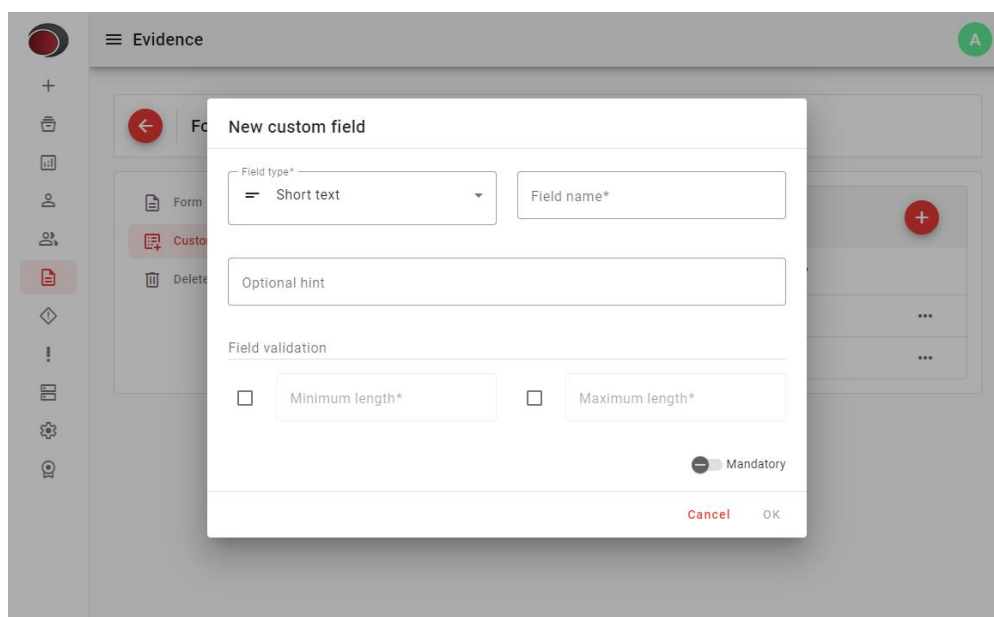 Evidence
A
Fo
New custom field
Field type*
Short text
Field name*
Form
Custo
Delete
Optional hint
Field validation
Minimum length*
Maximum length*
Mandatory
Cancel OK